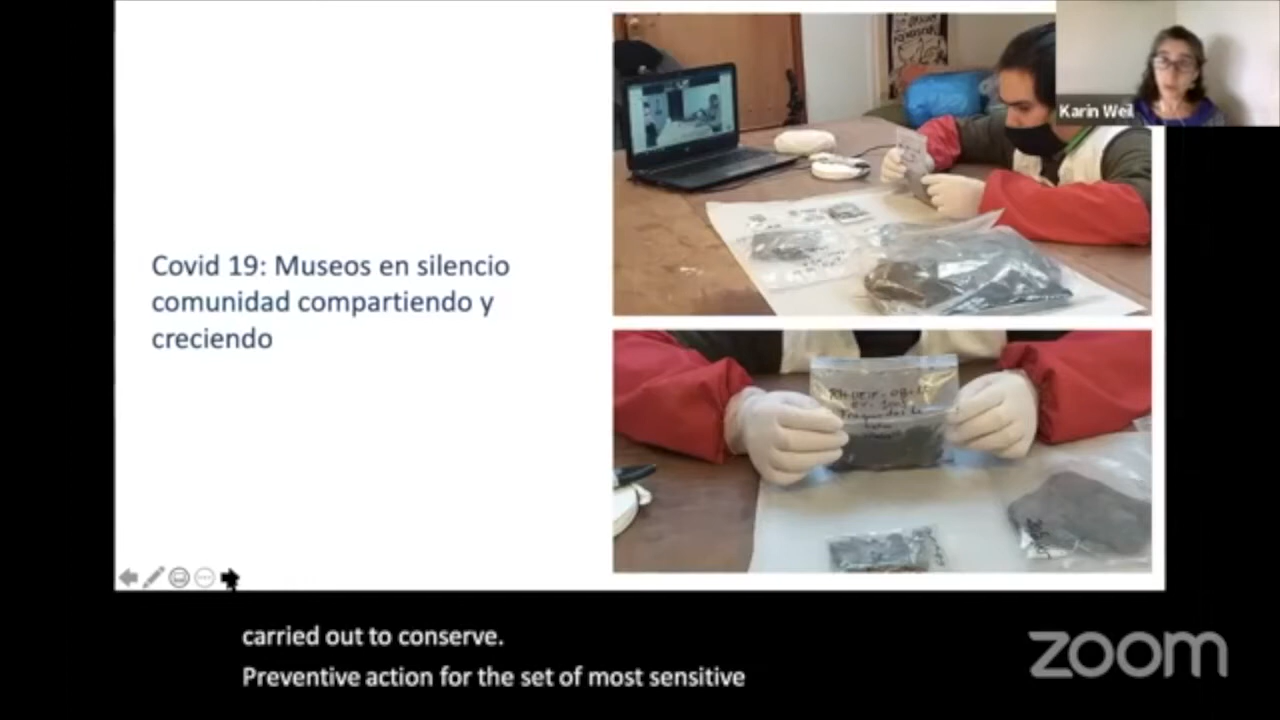 Karin Weil
Covid 19: Museos en silencio
comunidad compartiendo y
creciendo
carried out to conserve.
Preventive action for the set of most sensitive
zoom